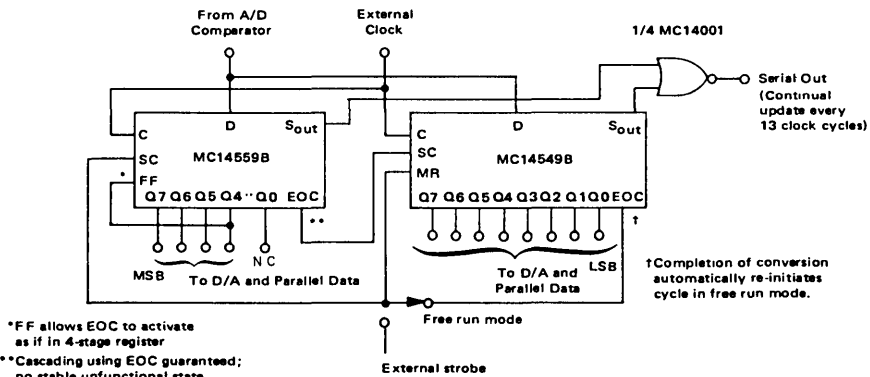 From A/D
Comparator
External
Clock
1/4 MC14001
Serial Out
(Continual
update every
13 clock cycles)
D
Sout
C
MC14559B
SC
*
FF
Q7 Q6 Q5 Q4 ·· Q0 EOC
**
D
Sout
C
SC
MC14549B
MR
Q7 Q6 Q5 Q4 Q3 Q2 Q1 Q0 EOC
†
MSB
NC
To D/A and Parallel Data
To D/A and
Parallel Data
LSB
†Completion of conversion
automatically re-initiates
cycle in free run mode.
Free run mode
*FF allows EOC to activate
as if in 4-stage register
**Cascading using EOC guaranteed;
no stable unfunctional state
External strobe